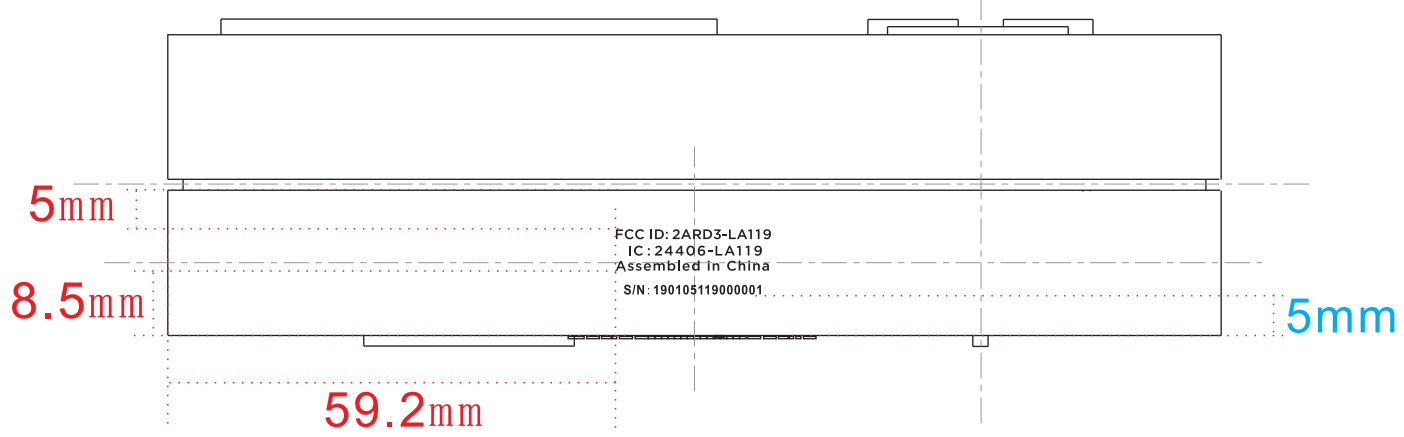 5mm
FCC ID: 2ARD3-LA119
IC: 24406-LA119
Assembled in China
8.5mm
S/N: 190105119000001
5mm
59.2mm